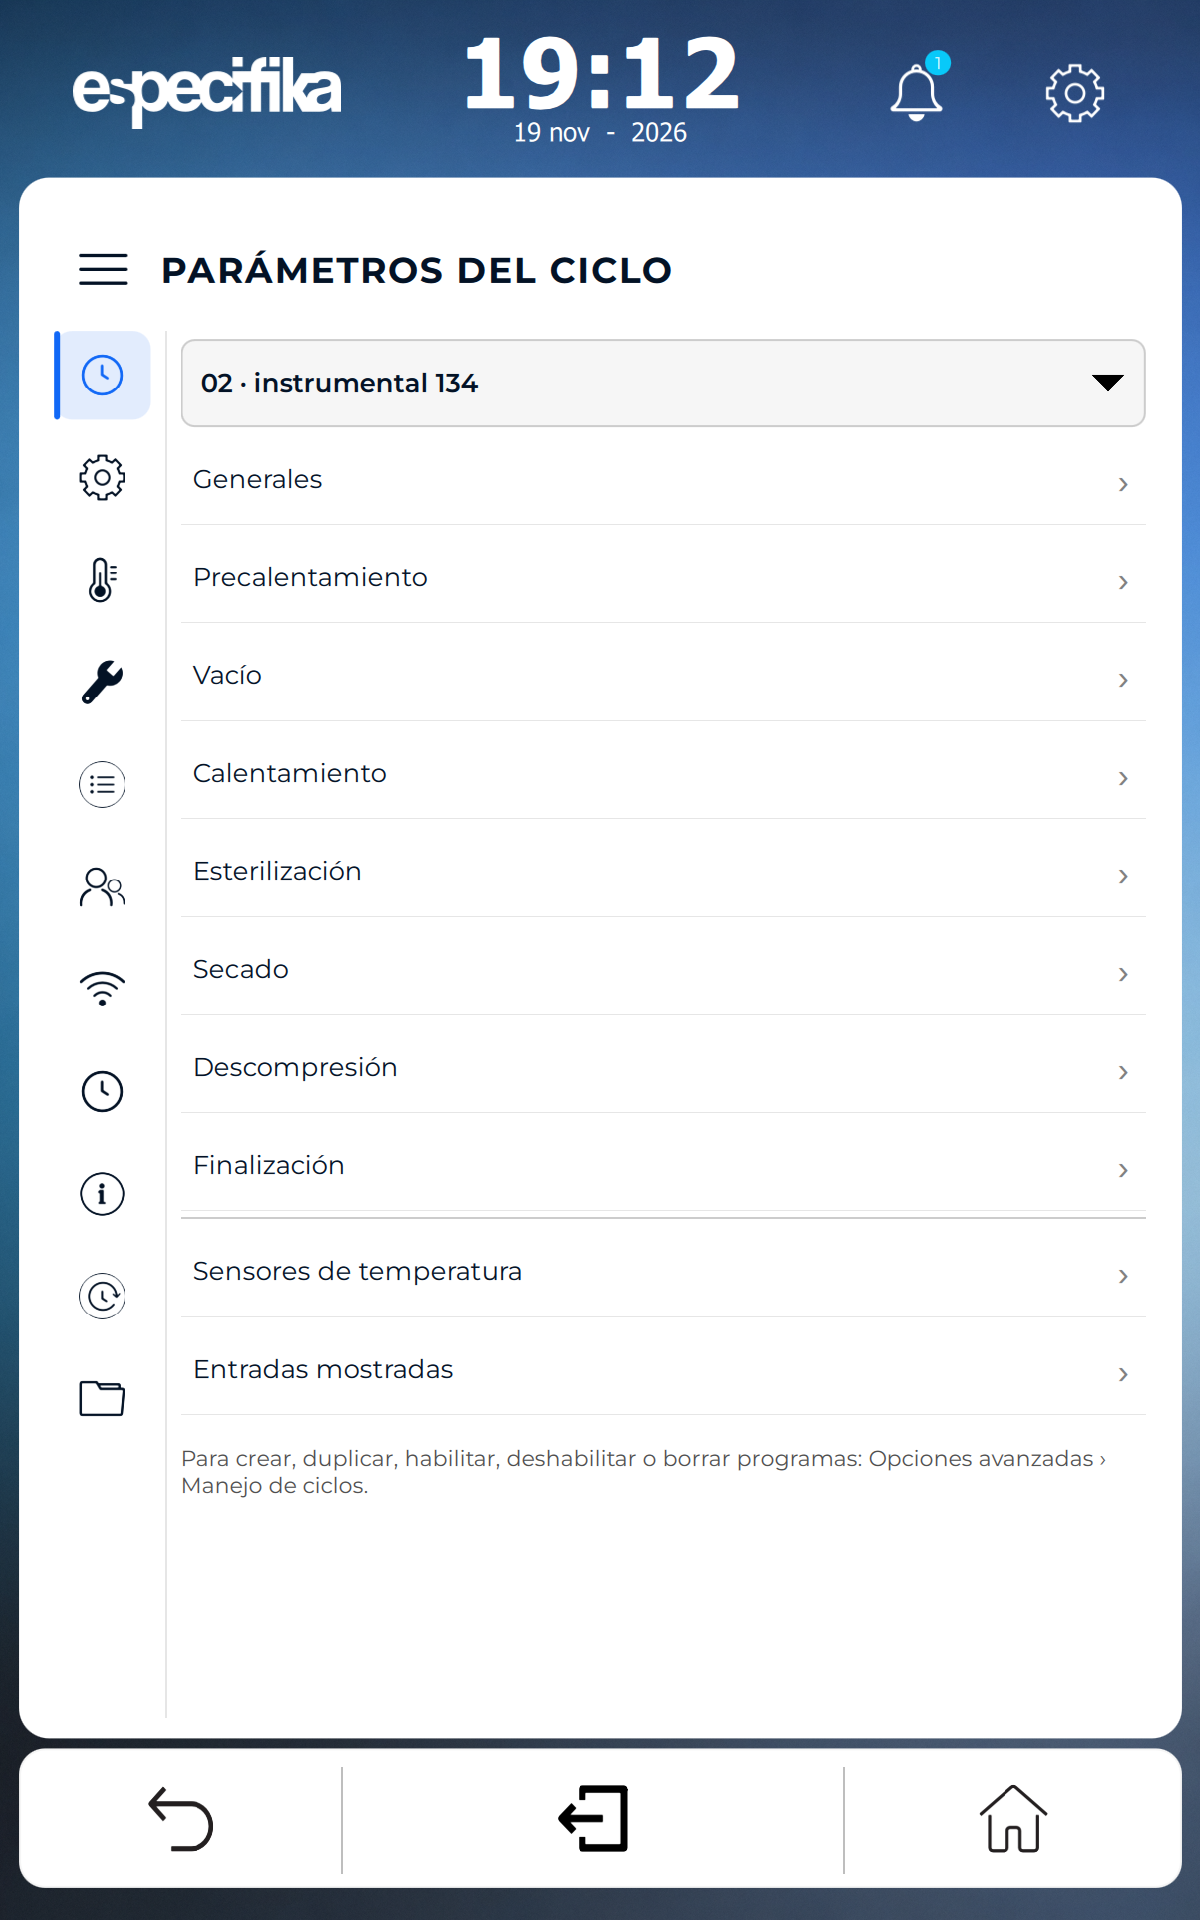 especifika
19:12
19 nov - 2026
1
PARÁMETROS DEL CICLO
02 · instrumental 134
Generales
Precalentamiento
Vacío
Calentamiento
Esterilización
Secado
Descompresión
Finalización
Sensores de temperatura
Entradas mostradas
Para crear, duplicar, habilitar, deshabilitar o borrar programas: Opciones avanzadas ›
Manejo de ciclos.